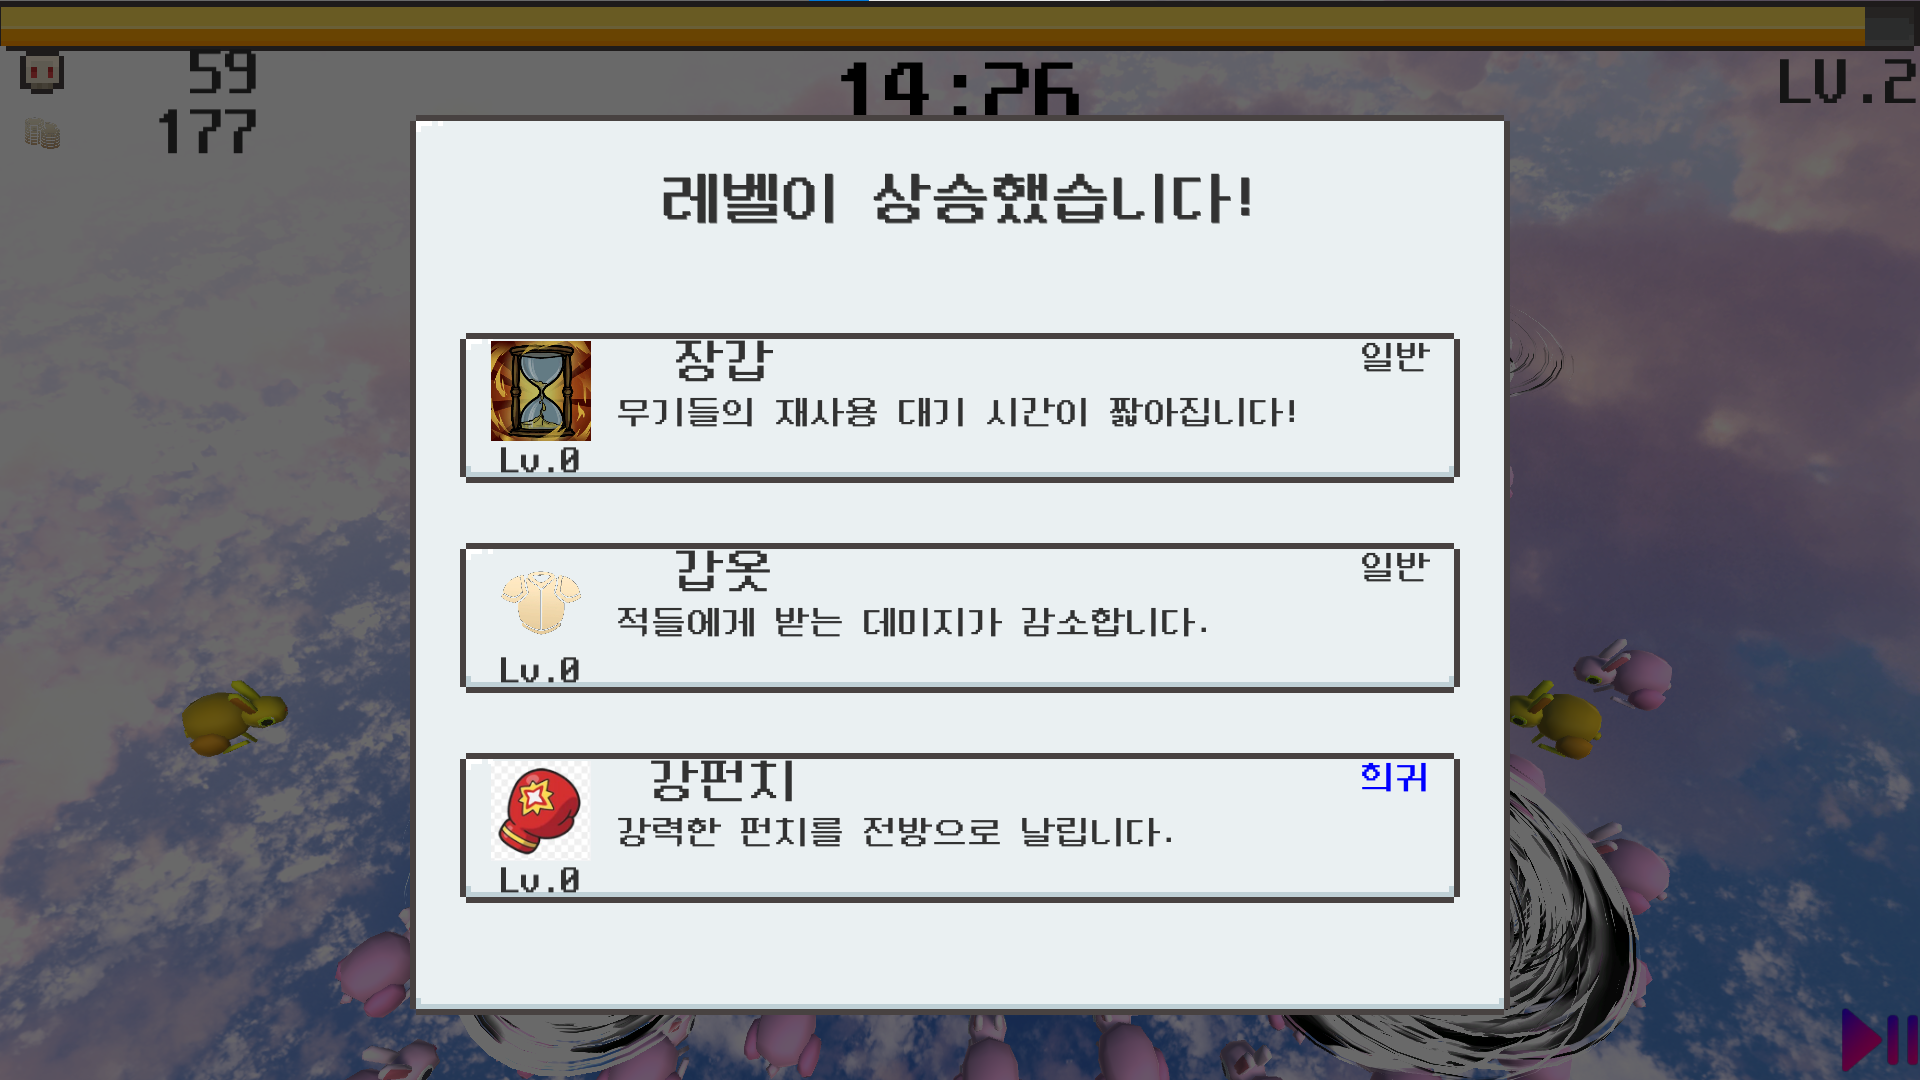 59
14:26
LV.2
177
레벨이 상승했습니다!
장갑
일반
무기들의 재사용 대기 시간이 짧아집니다!
Lv.0
갑옷
일반
적들에게 받는 데미지가 감소합니다.
Lv.0
강펀치
희귀
강력한 펀치를 전방으로 날립니다.
Lv.0